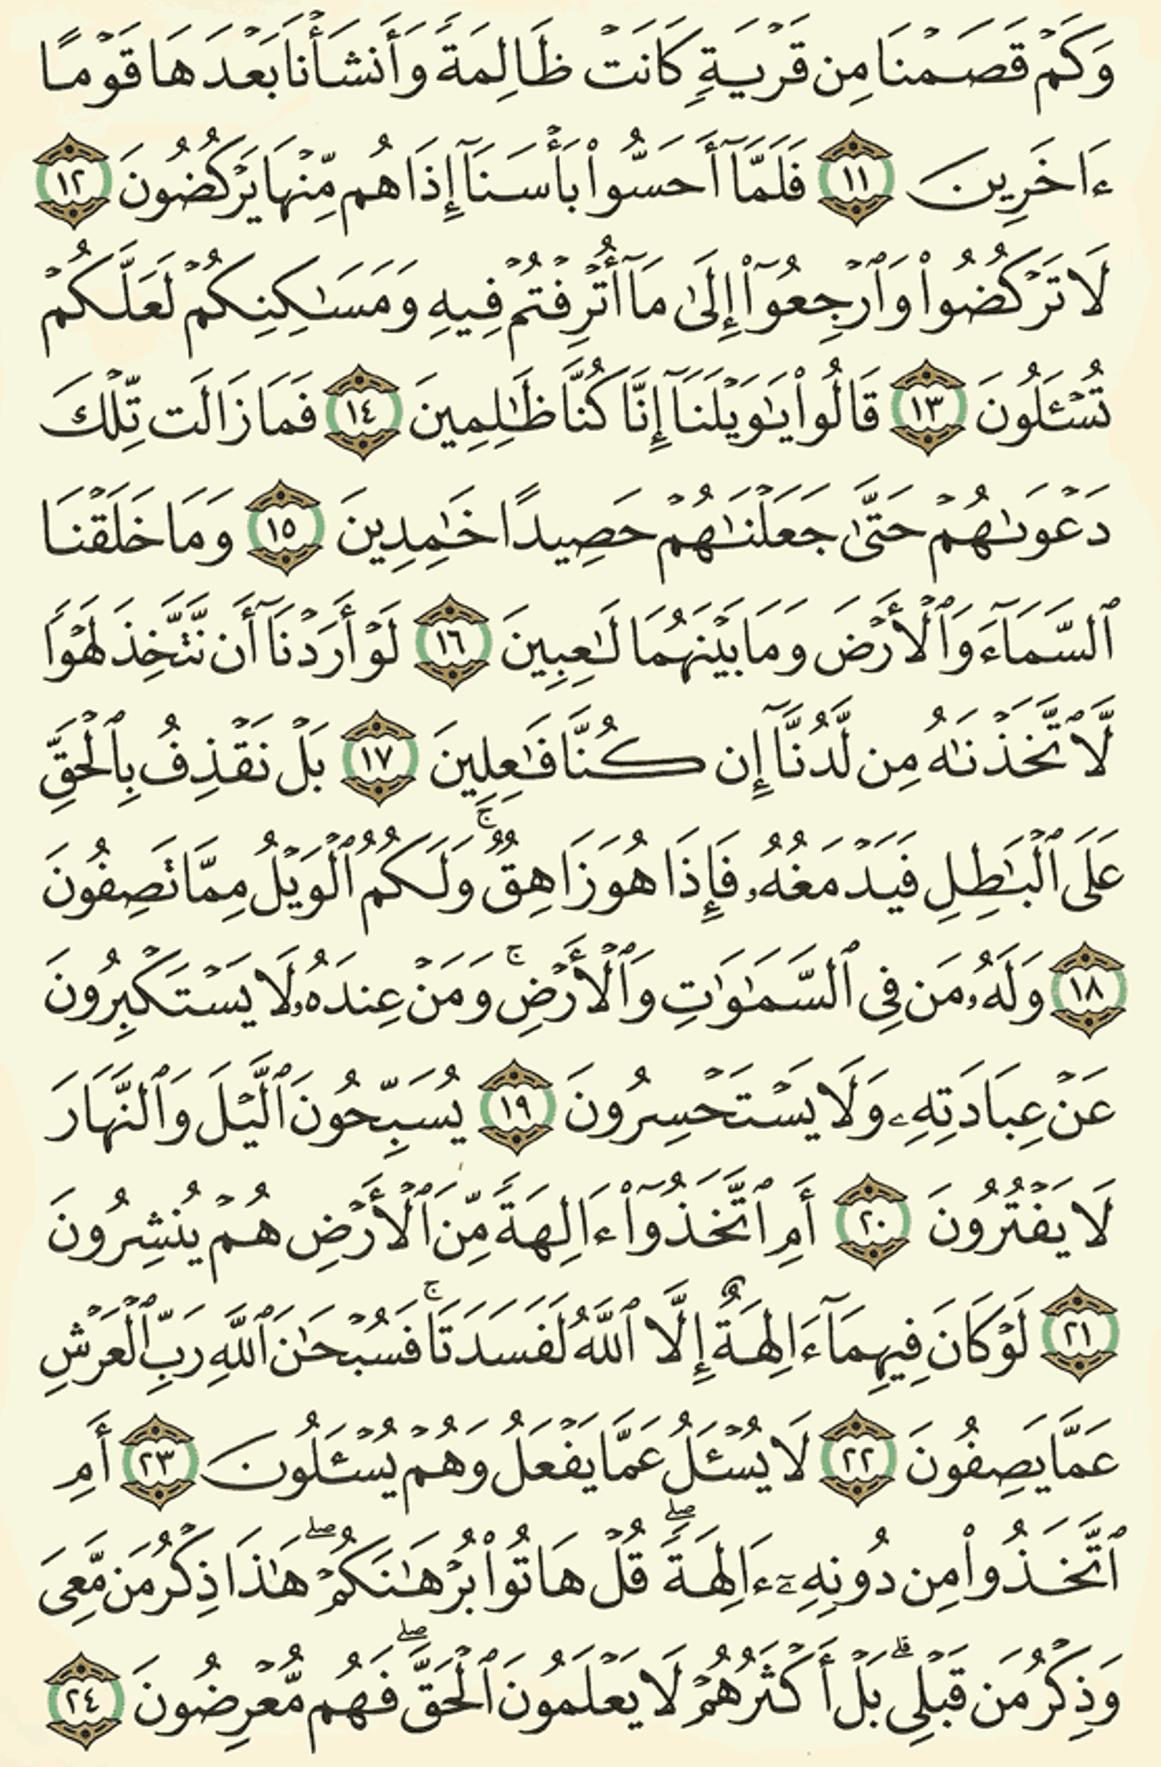 وَكَمْ قَصَمْنَا مِن قَرْيَةٍ كَانَتْ ظَالِمَةً وَأَنشَأْنَا بَعْدَهَا قَوْمًا
ءَاخَرِينَ ١١ فَلَمَّآ أَحَسُّوا۟ بَأْسَنَآ إِذَا هُم مِّنْهَا يَرْكُضُونَ ١٢
لَا تَرْكُضُوا۟ وَٱرْجِعُوٓا۟ إِلَىٰ مَآ أُتْرِفْتُمْ فِيهِ وَمَسَـٰكِنِكُمْ لَعَلَّكُمْ
تُسْـَٔلُونَ ١٣ قَالُوا۟ يَـٰوَيْلَنَآ إِنَّا كُنَّا ظَـٰلِمِينَ ١٤ فَمَا زَالَت تِّلْكَ
دَعْوَىٰهُمْ حَتَّىٰ جَعَلْنَـٰهُمْ حَصِيدًا خَـٰمِدِينَ ١٥ وَمَا خَلَقْنَا
ٱلسَّمَآءَ وَٱلْأَرْضَ وَمَا بَيْنَهُمَا لَـٰعِبِينَ ١٦ لَوْ أَرَدْنَآ أَن نَّتَّخِذَ لَهْوًا
لَّٱتَّخَذْنَـٰهُ مِن لَّدُنَّآ إِن كُنَّا فَـٰعِلِينَ ١٧ بَلْ نَقْذِفُ بِٱلْحَقِّ
عَلَى ٱلْبَـٰطِلِ فَيَدْمَغُهُۥ فَإِذَا هُوَ زَاهِقٌ ۚ وَلَكُمُ ٱلْوَيْلُ مِمَّا تَصِفُونَ
١٨ وَلَهُۥ مَن فِى ٱلسَّمَـٰوَٰتِ وَٱلْأَرْضِ ۚ وَمَنْ عِندَهُۥ لَا يَسْتَكْبِرُونَ
عَنْ عِبَادَتِهِۦ وَلَا يَسْتَحْسِرُونَ ١٩ يُسَبِّحُونَ ٱلَّيْلَ وَٱلنَّهَارَ
لَا يَفْتُرُونَ ٢٠ أَمِ ٱتَّخَذُوٓا۟ ءَالِهَةً مِّنَ ٱلْأَرْضِ هُمْ يُنشِرُونَ
٢١ لَوْ كَانَ فِيهِمَآ ءَالِهَةٌ إِلَّا ٱللَّهُ لَفَسَدَتَا ۚ فَسُبْحَـٰنَ ٱللَّهِ رَبِّ ٱلْعَرْشِ
عَمَّا يَصِفُونَ ٢٢ لَا يُسْـَٔلُ عَمَّا يَفْعَلُ وَهُمْ يُسْـَٔلُونَ ٢٣ أَمِ
ٱتَّخَذُوا۟ مِن دُونِهِۦٓ ءَالِهَةً ۖ قُلْ هَاتُوا۟ بُرْهَـٰنَكُمْ ۖ هَـٰذَا ذِكْرُ مَن مَّعِىَ
وَذِكْرُ مَن قَبْلِى ۗ بَلْ أَكْثَرُهُمْ لَا يَعْلَمُونَ ٱلْحَقَّ ۖ فَهُم مُّعْرِضُونَ ٢٤